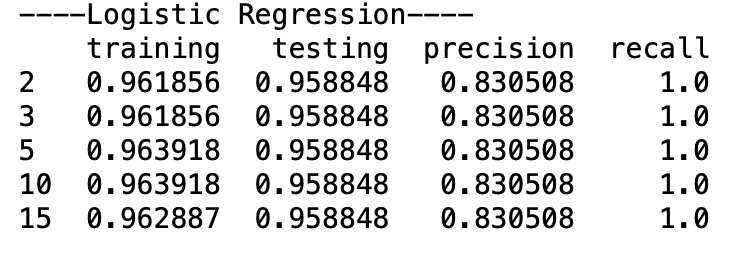 ----Logistic Regression----
    training   testing  precision  recall
2   0.961856  0.958848   0.830508     1.0
3   0.961856  0.958848   0.830508     1.0
5   0.963918  0.958848   0.830508     1.0
10  0.963918  0.958848   0.830508     1.0
15  0.962887  0.958848   0.830508     1.0